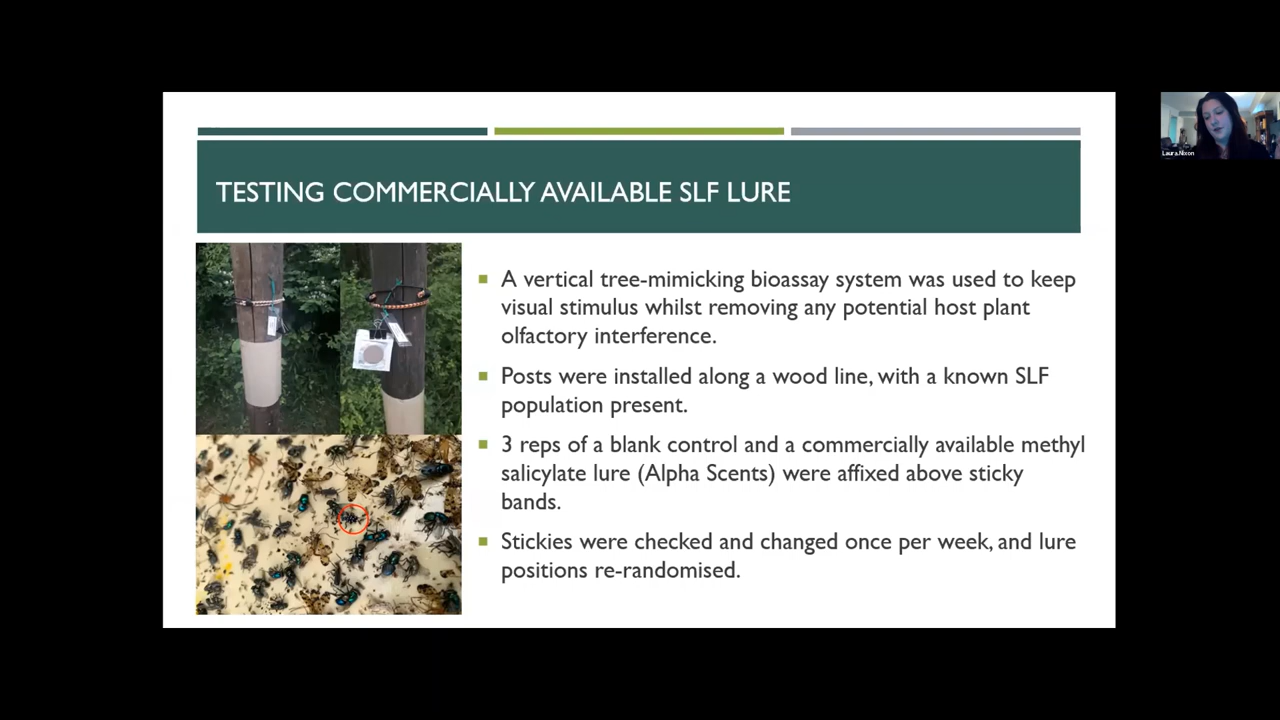 TESTING COMMERCIALLY AVAILABLE SLF LURE
A vertical tree-mimicking bioassay system was used to keep
visual stimulus whilst removing any potential host plant
olfactory interference.
Posts were installed along a wood line, with a known SLF
population present.
3 reps of a blank control and a commercially available methyl
salicylate lure (Alpha Scents) were affixed above sticky
bands.
Stickies were checked and changed once per week, and lure
positions re-randomised.
Laura.Nixon